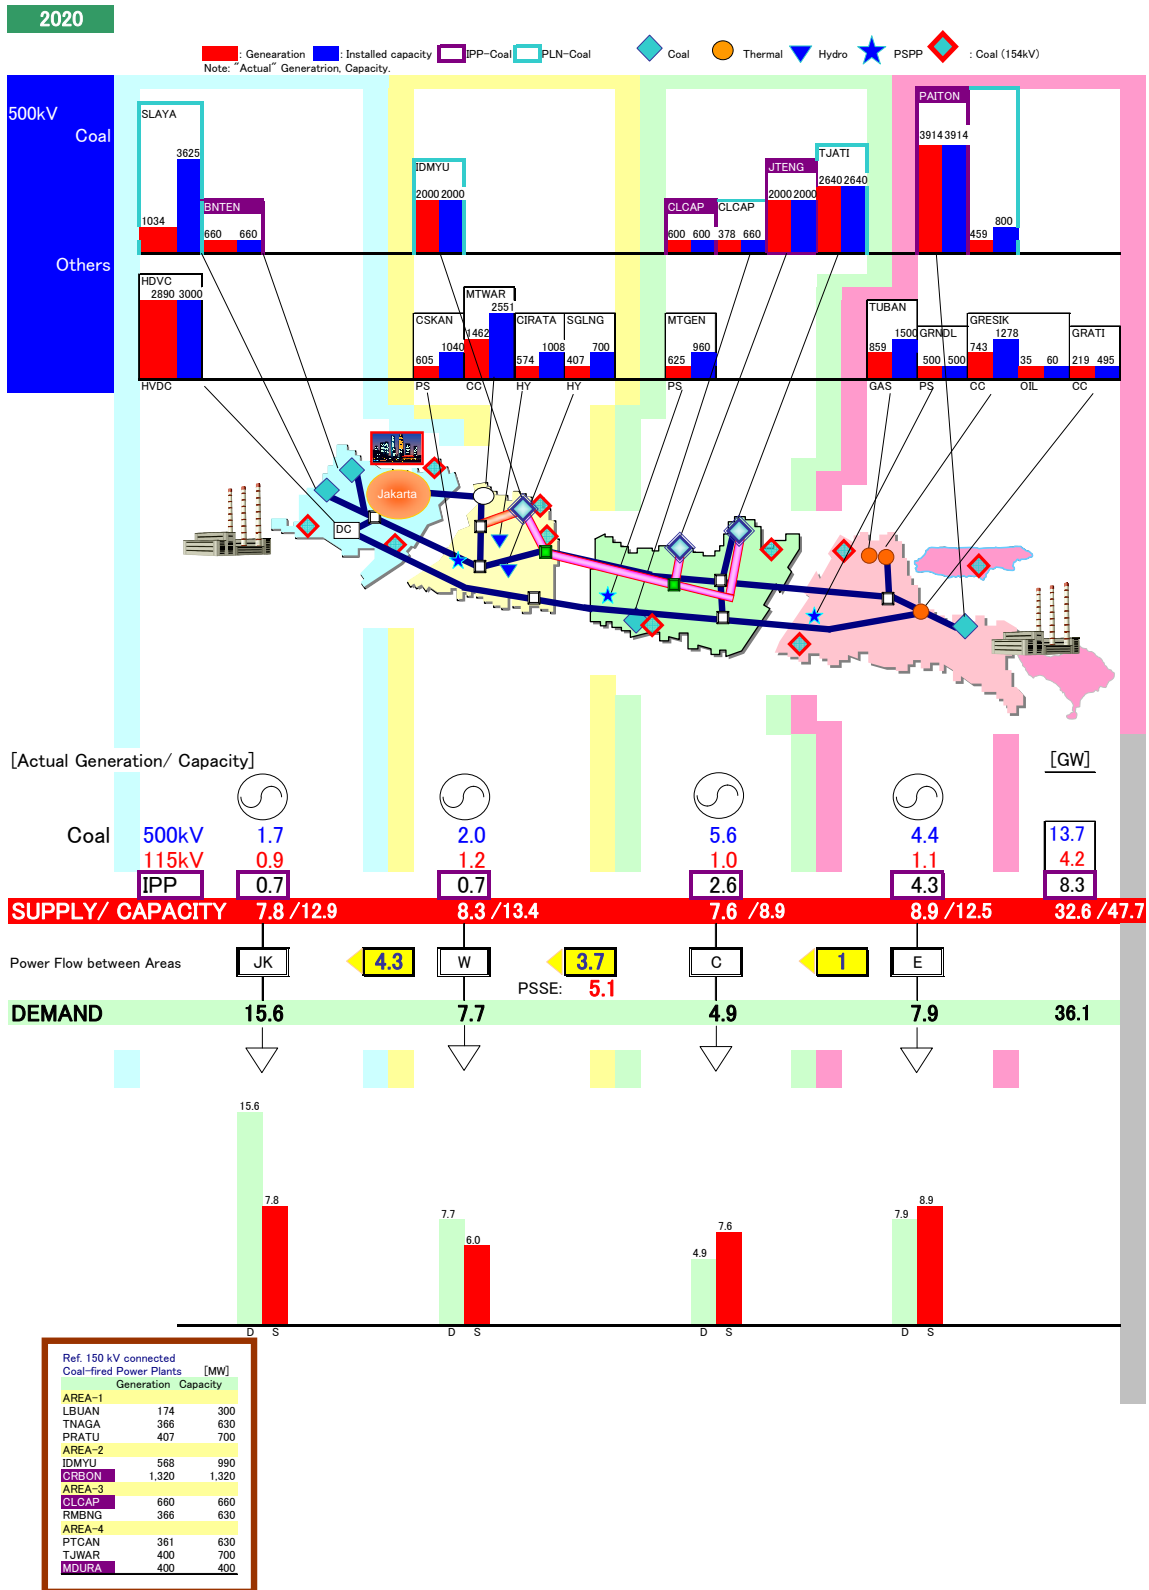 2020
: Genearation : Installed capacity IPP-Coal PLN-Coal Coal Thermal Hydro PSPP : Coal (154kV)
Note: "Actual" Generatrion, Capacity.
500kV
Coal
SLAYA
1034 3625
BNTEN
660 660
IDMYU
2000 2000
CLCAP
600 600
CLCAP
378 660
JTENG
2000 2000
TJATI
2640 2640
PAITON
3914 3914
459 800
Others
HDVC
2890 3000
HVDC
CSKAN
605 1040
PS
MTWAR
1462 2551
CC
CIRATA
574 1008
HY
SGLNG
407 700
HY
MTGEN
625 960
PS
TUBAN
859 1500
GAS
GRNDL
500 500
PS
GRESIK
743 1278
CC
35 60
OIL
GRATI
219 495
CC
Jakarta
DC
[Actual Generation/ Capacity] [GW]
Coal 500kV 1.7 2.0 5.6 4.4 13.7
115kV 0.9 1.2 1.0 1.1 4.2
IPP 0.7 0.7 2.6 4.3 8.3
SUPPLY/ CAPACITY 7.8 /12.9 8.3 /13.4 7.6 /8.9 8.9 /12.5 32.6 /47.7
Power Flow between Areas JK 4.3 W 3.7 C 1 E
PSSE: 5.1
DEMAND 15.6 7.7 4.9 7.9 36.1
15.6 7.8
7.7 6.0
4.9 7.6
7.9 8.9
D S D S D S D S
Ref. 150 kV connected
Coal-fired Power Plants [MW]
Generation Capacity
AREA-1
LBUAN 174 300
TNAGA 366 630
PRATU 407 700
AREA-2
IDMYU 568 990
CRBON 1,320 1,320
AREA-3
CLCAP 660 660
RMBNG 366 630
AREA-4
PTCAN 361 630
TJWAR 400 700
MDURA 400 400